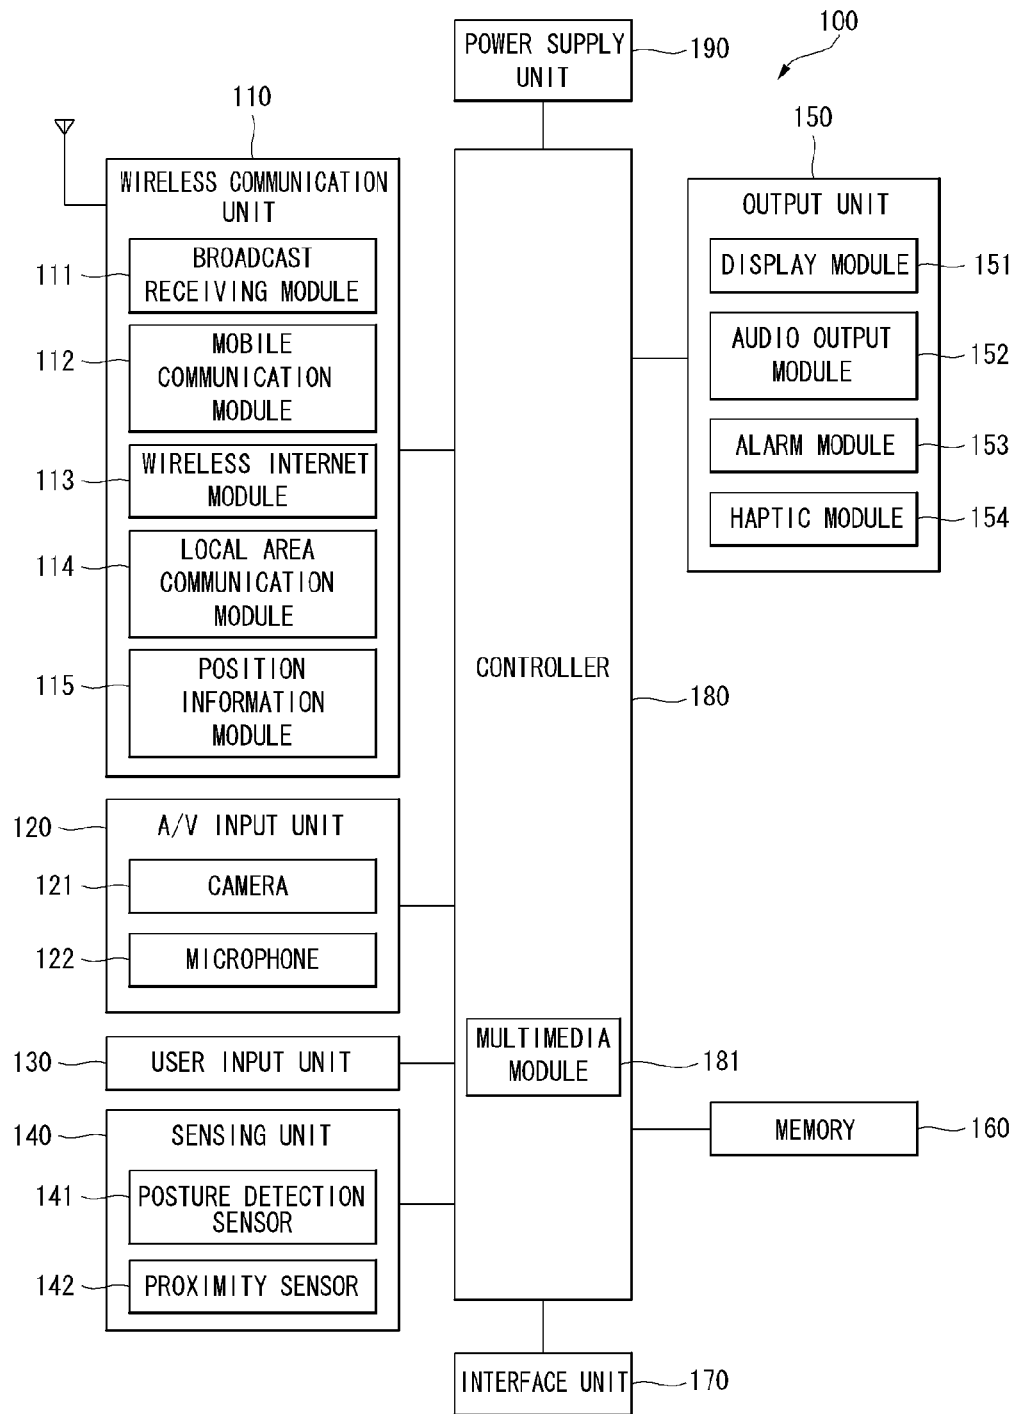 100
POWER SUPPLY
UNIT
190
110
WIRELESS COMMUNICATION
UNIT
111
BROADCAST
RECEIVING MODULE
112
MOBILE
COMMUNICATION
MODULE
113
WIRELESS INTERNET
MODULE
114
LOCAL AREA
COMMUNICATION
MODULE
115
POSITION
INFORMATION
MODULE
120
A/V INPUT UNIT
121
CAMERA
122
MICROPHONE
130
USER INPUT UNIT
140
SENSING UNIT
141
POSTURE DETECTION
SENSOR
142
PROXIMITY SENSOR
CONTROLLER
180
MULTIMEDIA
MODULE
181
150
OUTPUT UNIT
DISPLAY MODULE
151
AUDIO OUTPUT
MODULE
152
ALARM MODULE
153
HAPTIC MODULE
154
MEMORY
160
INTERFACE UNIT
170